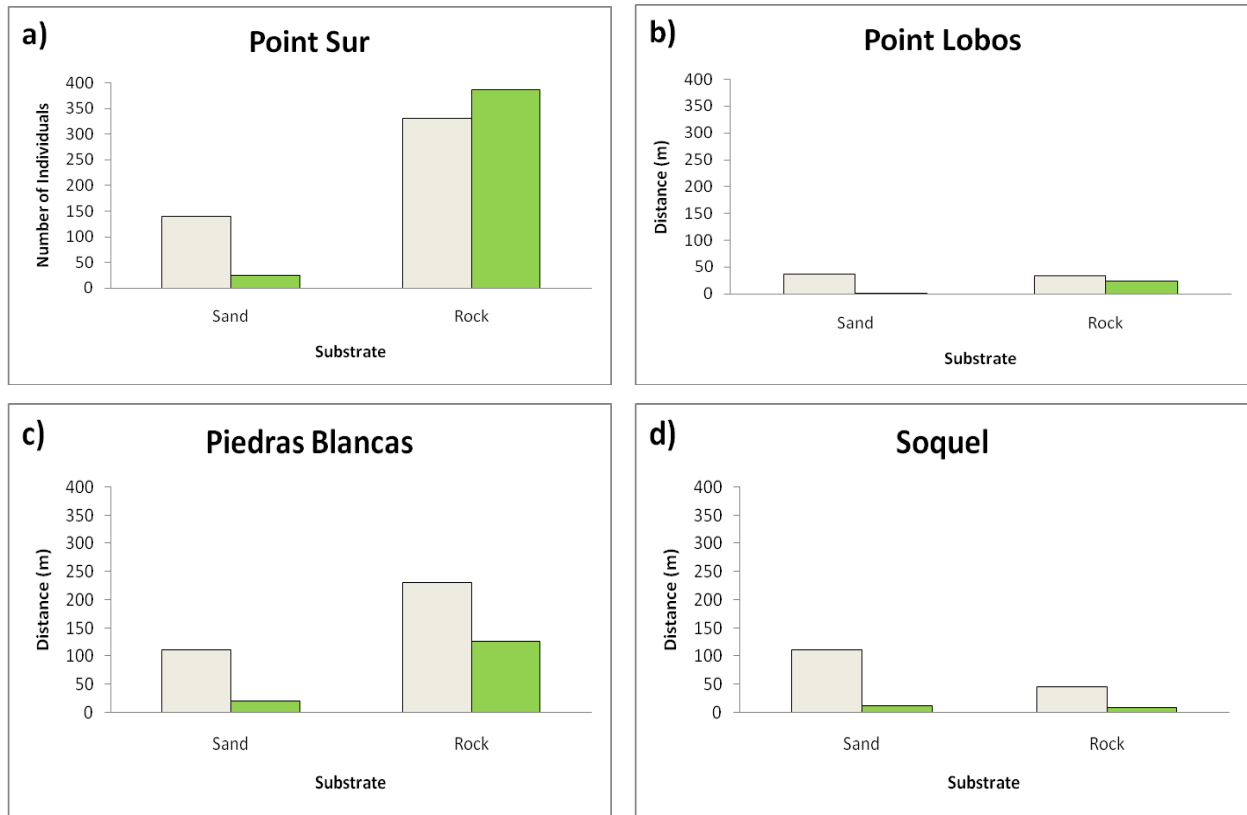 a)
Point Sur
Number of Individuals
400
350
300
250
200
150
100
50
0
Sand
Rock
Substrate
b)
Point Lobos
Distance (m)
400
350
300
250
200
150
100
50
0
Sand
Rock
Substrate
c)
Piedras Blancas
Distance (m)
400
350
300
250
200
150
100
50
0
Sand
Rock
Substrate
d)
Soquel
Distance (m)
400
350
300
250
200
150
100
50
0
Sand
Rock
Substrate